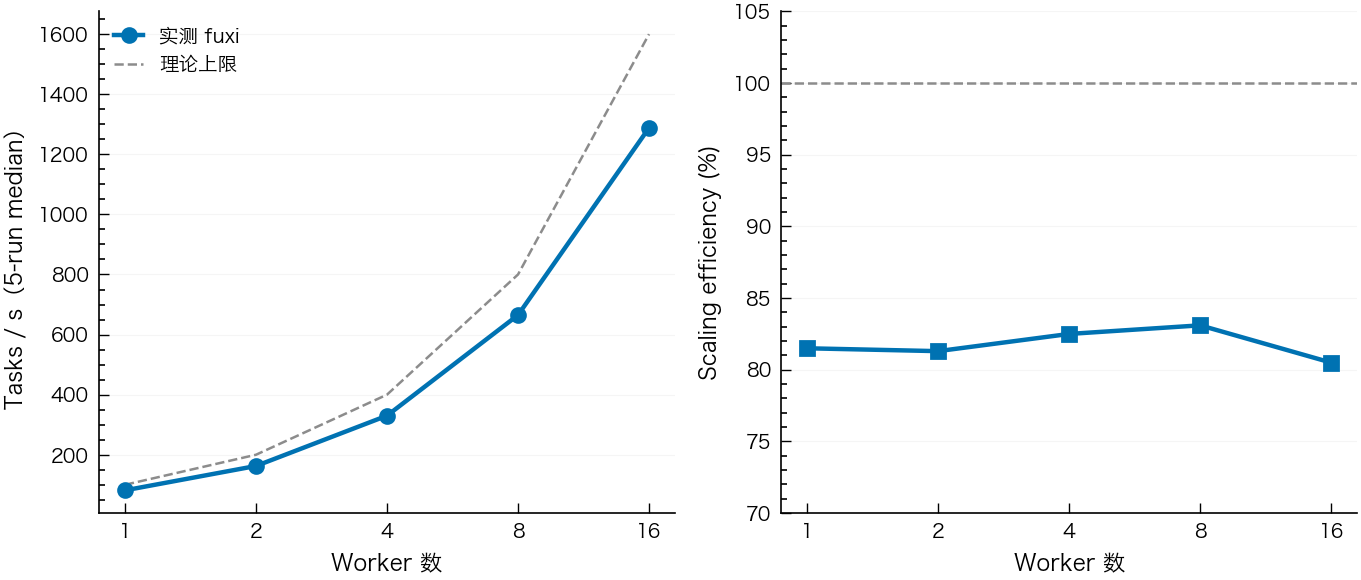 Tasks / s (5-run median)
1600
1400
1200
1000
800
600
400
200
实测 fuxi
理论上限
1 2 4 8 16
Worker 数
Scaling efficiency (%)
105
100
95
90
85
80
75
70
1 2 4 8 16
Worker 数